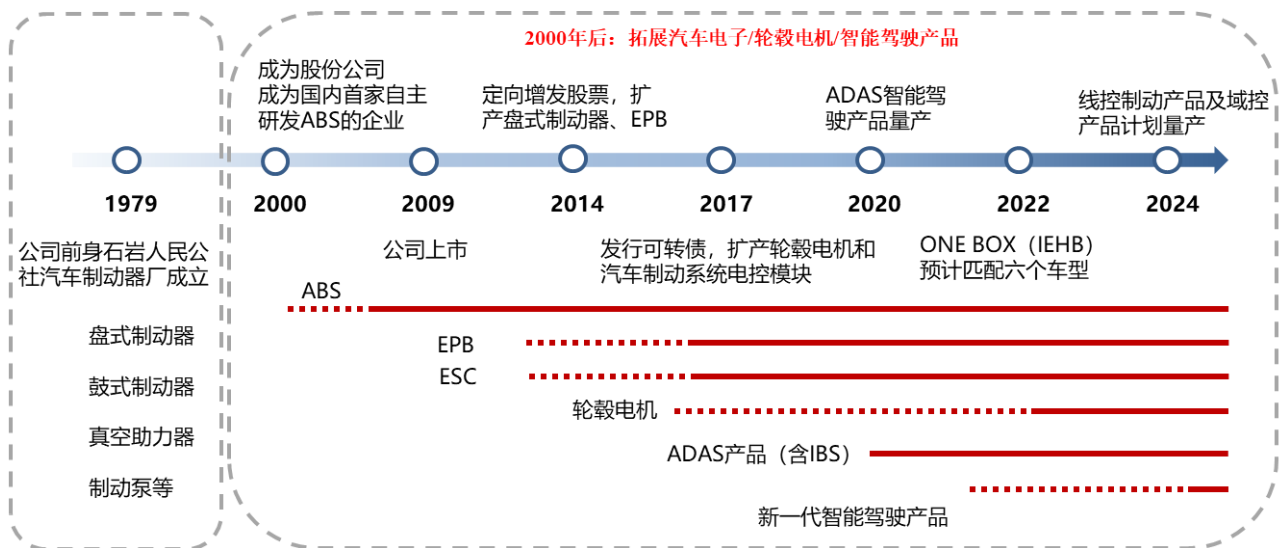 2000年后：拓展汽车电子/轮毂电机/智能驾驶产品
成为股份公司
成为国内首家自主
研发ABS的企业
定向增发股票，扩
产盘式制动器、EPB
ADAS智能驾
驶产品量产
线控制动产品及域控
产品计划量产
1979
2000
2009
2014
2017
2020
2022
2024
公司前身石岩人民公
社汽车制动器厂成立
公司上市
发行可转债，扩产轮毂电机和
汽车制动系统电控模块
ONE BOX（IEHB）
预计匹配六个车型
ABS
盘式制动器
EPB
ESC
鼓式制动器
轮毂电机
真空助力器
ADAS产品（含IBS）
制动泵等
新一代智能驾驶产品